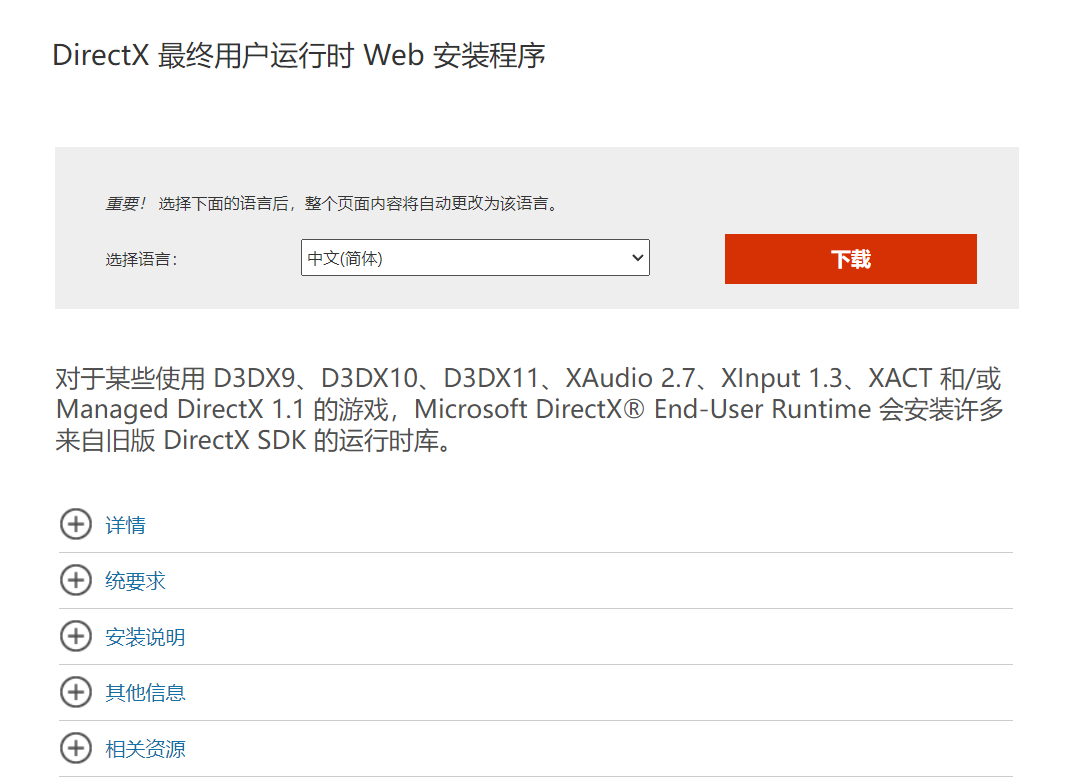 DirectX 最终用户运行时 Web 安装程序
重要！ 选择下面的语言后，整个页面内容将自动更改为该语言。
选择语言： 中文(简体) 下载
对于某些使用 D3DX9、D3DX10、D3DX11、XAudio 2.7、XInput 1.3、XACT 和/或
Managed DirectX 1.1 的游戏，Microsoft DirectX® End-User Runtime 会安装许多
来自旧版 DirectX SDK 的运行时库。
详情
统要求
安装说明
其他信息
相关资源